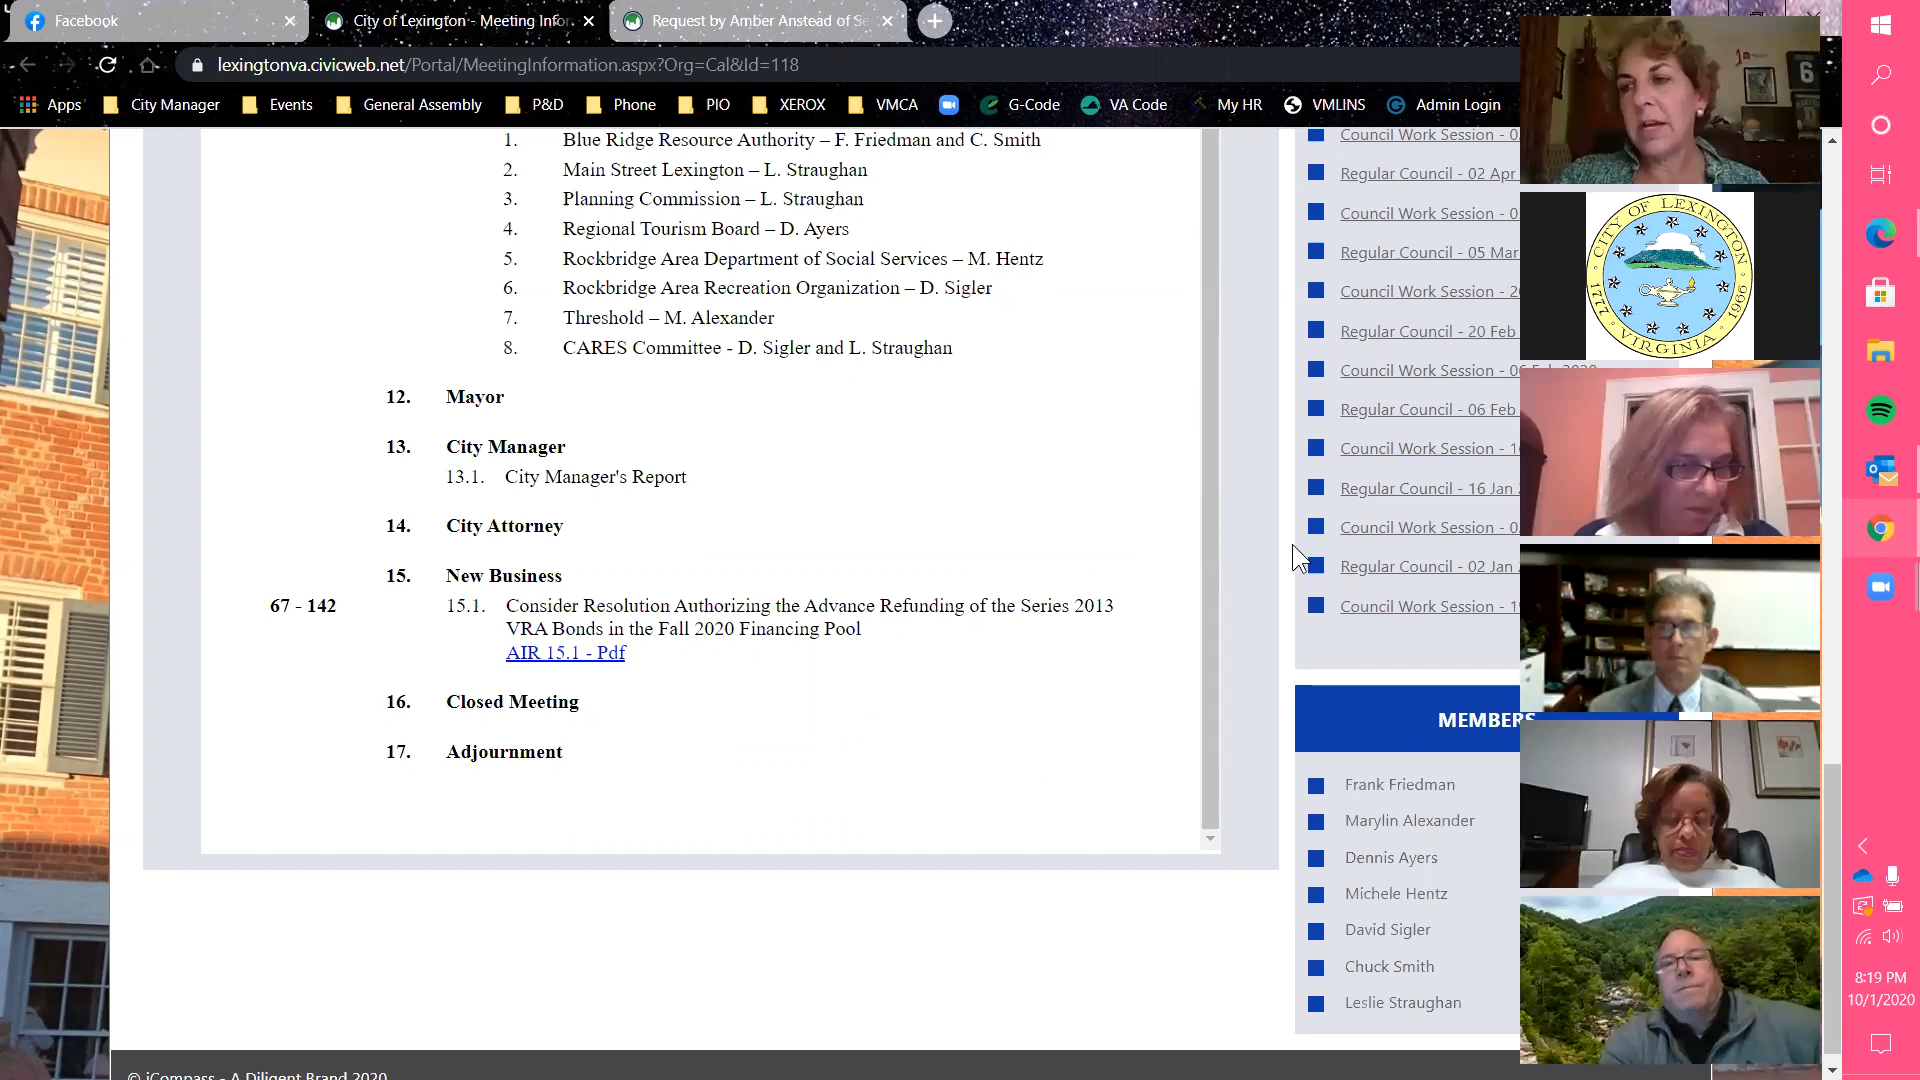 Facebook
City of Lexington - Meeting Infor
Request by Amber Anstead of Se
lexingtonva.civicweb.net/Portal/MeetingInformation.aspx?Org=Cal&Id=118
Apps City Manager Events General Assembly P&D Phone PIO XEROX VMCA G-Code VA Code My HR VMLINS Admin Login
1. Blue Ridge Resource Authority – F. Friedman and C. Smith
2. Main Street Lexington – L. Straughan
3. Planning Commission – L. Straughan
4. Regional Tourism Board – D. Ayers
5. Rockbridge Area Department of Social Services – M. Hentz
6. Rockbridge Area Recreation Organization – D. Sigler
7. Threshold – M. Alexander
8. CARES Committee - D. Sigler and L. Straughan
12. Mayor
13. City Manager
13.1. City Manager's Report
14. City Attorney
15. New Business
67 - 142 15.1. Consider Resolution Authorizing the Advance Refunding of the Series 2013
VRA Bonds in the Fall 2020 Financing Pool
AIR 15.1 - Pdf
16. Closed Meeting
17. Adjournment
Council Work Session - 0
Regular Council - 02 Apr
Council Work Session - 0
Regular Council - 05 Mar
Council Work Session - 2
Regular Council - 20 Feb
Council Work Session - 06 Feb 2020
Regular Council - 06 Feb
Council Work Session - 1
Regular Council - 16 Jan
Council Work Session - 0
Regular Council - 02 Jan
Council Work Session - 1
MEMBERS
Frank Friedman
Marylin Alexander
Dennis Ayers
Michele Hentz
David Sigler
Chuck Smith
Leslie Straughan
© iCompass - A Diligent Brand 2020
CITY OF LEXINGTON
1777 1966
VIRGINIA
6
8:19 PM
10/1/2020